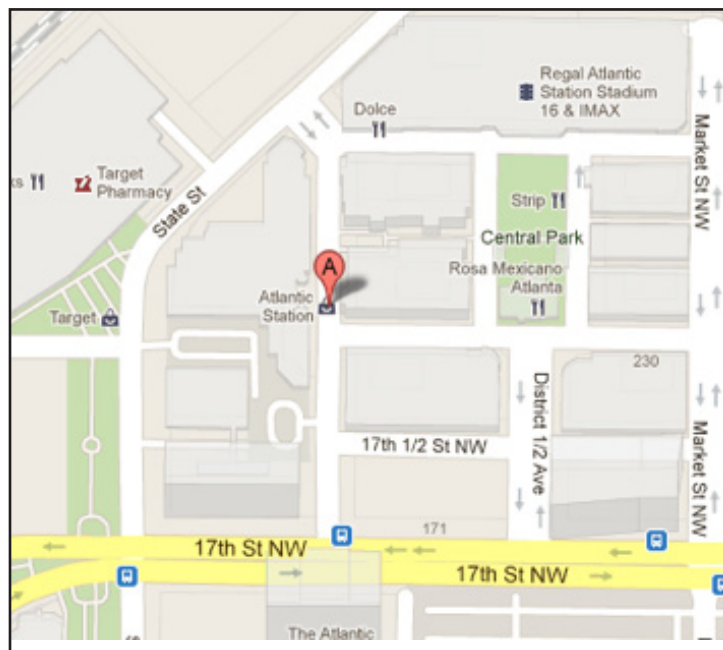 Regal Atlantic
Station Stadium
16 & IMAX
Dolce
Market St NW
Target
Pharmacy
State St
Strip
Central Park
Rosa Mexicano
Atlanta
A
Atlantic
Station
Target
230
District 1/2 Ave
Market St NW
17th 1/2 St NW
171
17th St NW
17th St NW
The Atlantic